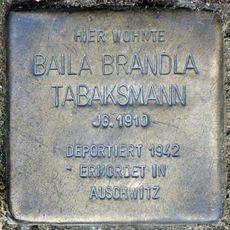 HIER WOHNTE
BAILA BRANDLA
TABAKSMANN
JG. 1910
DEPORTIERT 1942
ERMORDET IN
AUSCHWITZ